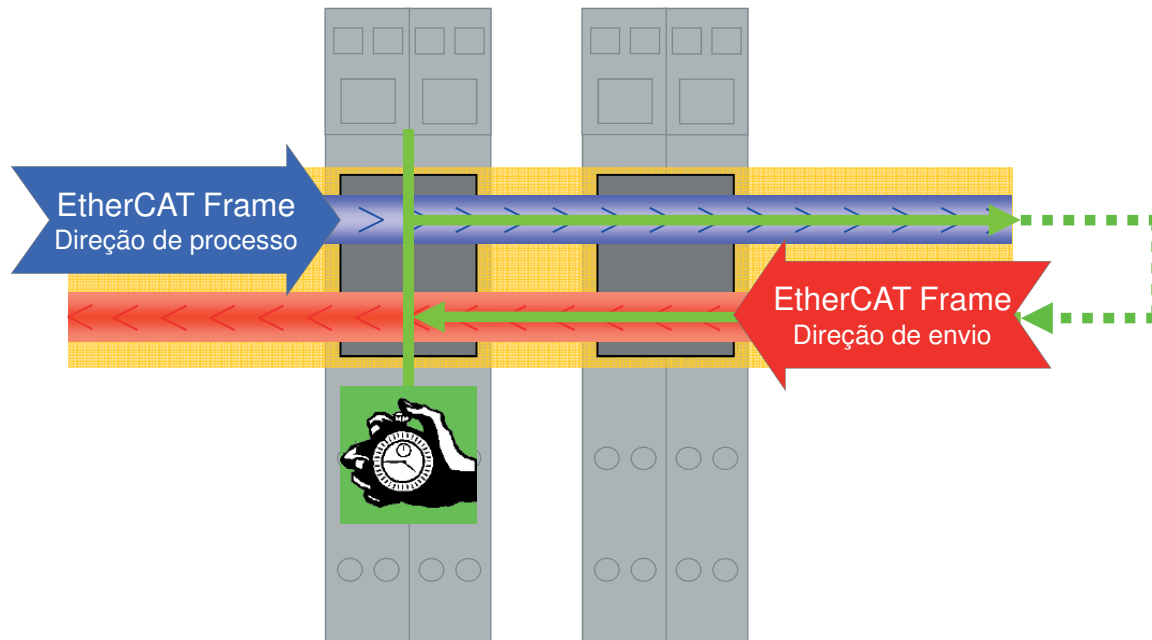 EtherCAT Frame
Direção de processo
EtherCAT Frame
Direção de envio